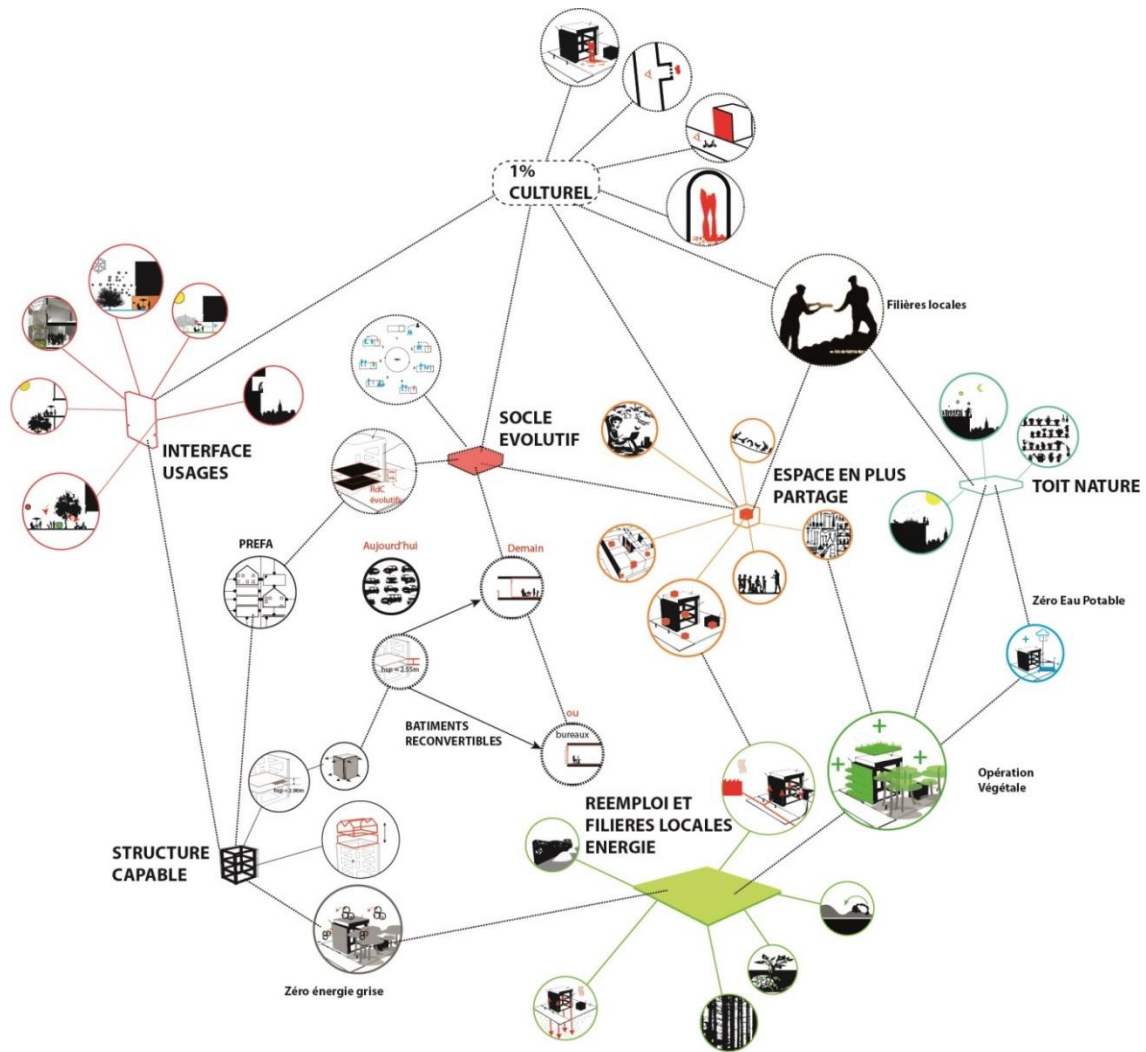 1%
CULTUREL
Filières locales
SOCLE
EVOLUTIF
INTERFACE
USAGES
ESPACE EN PLUS
PARTAGE
TOIT NATURE
RdC
évolutifs
PREFA
Aujourd'hui
Demain
Zéro Eau Potable
hsp = 2.55m
ou
BATIMENTS
RECONVERTIBLES
bureaux
Opération
Végétale
REEMPLOI ET
FILIERES LOCALES
ENERGIE
STRUCTURE
CAPABLE
Zéro énergie grise